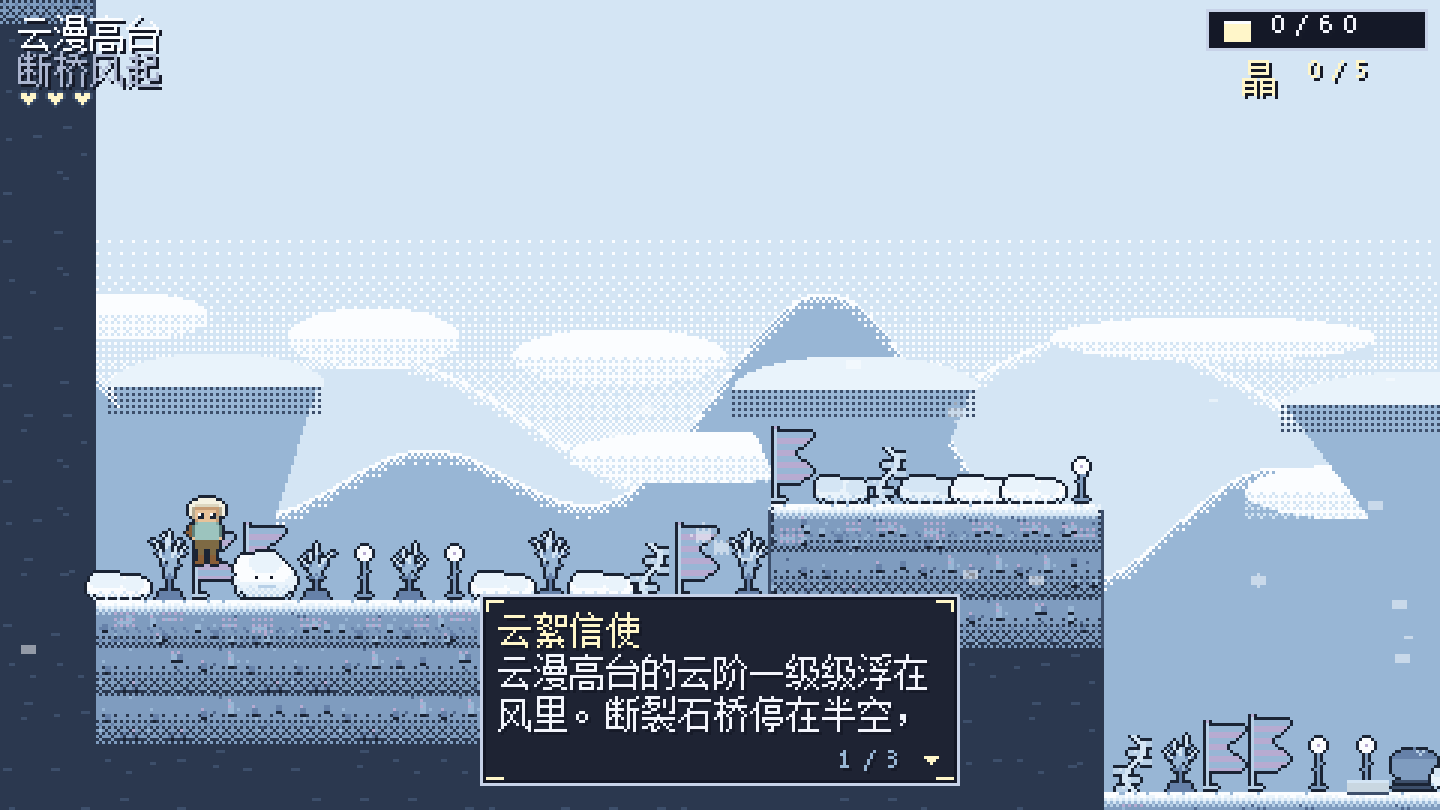 云漫高台
断桥风起
0/60
晶 0/5
云絮信使
云漫高台的云阶一级级浮在
风里。断裂石桥停在半空，
1/3